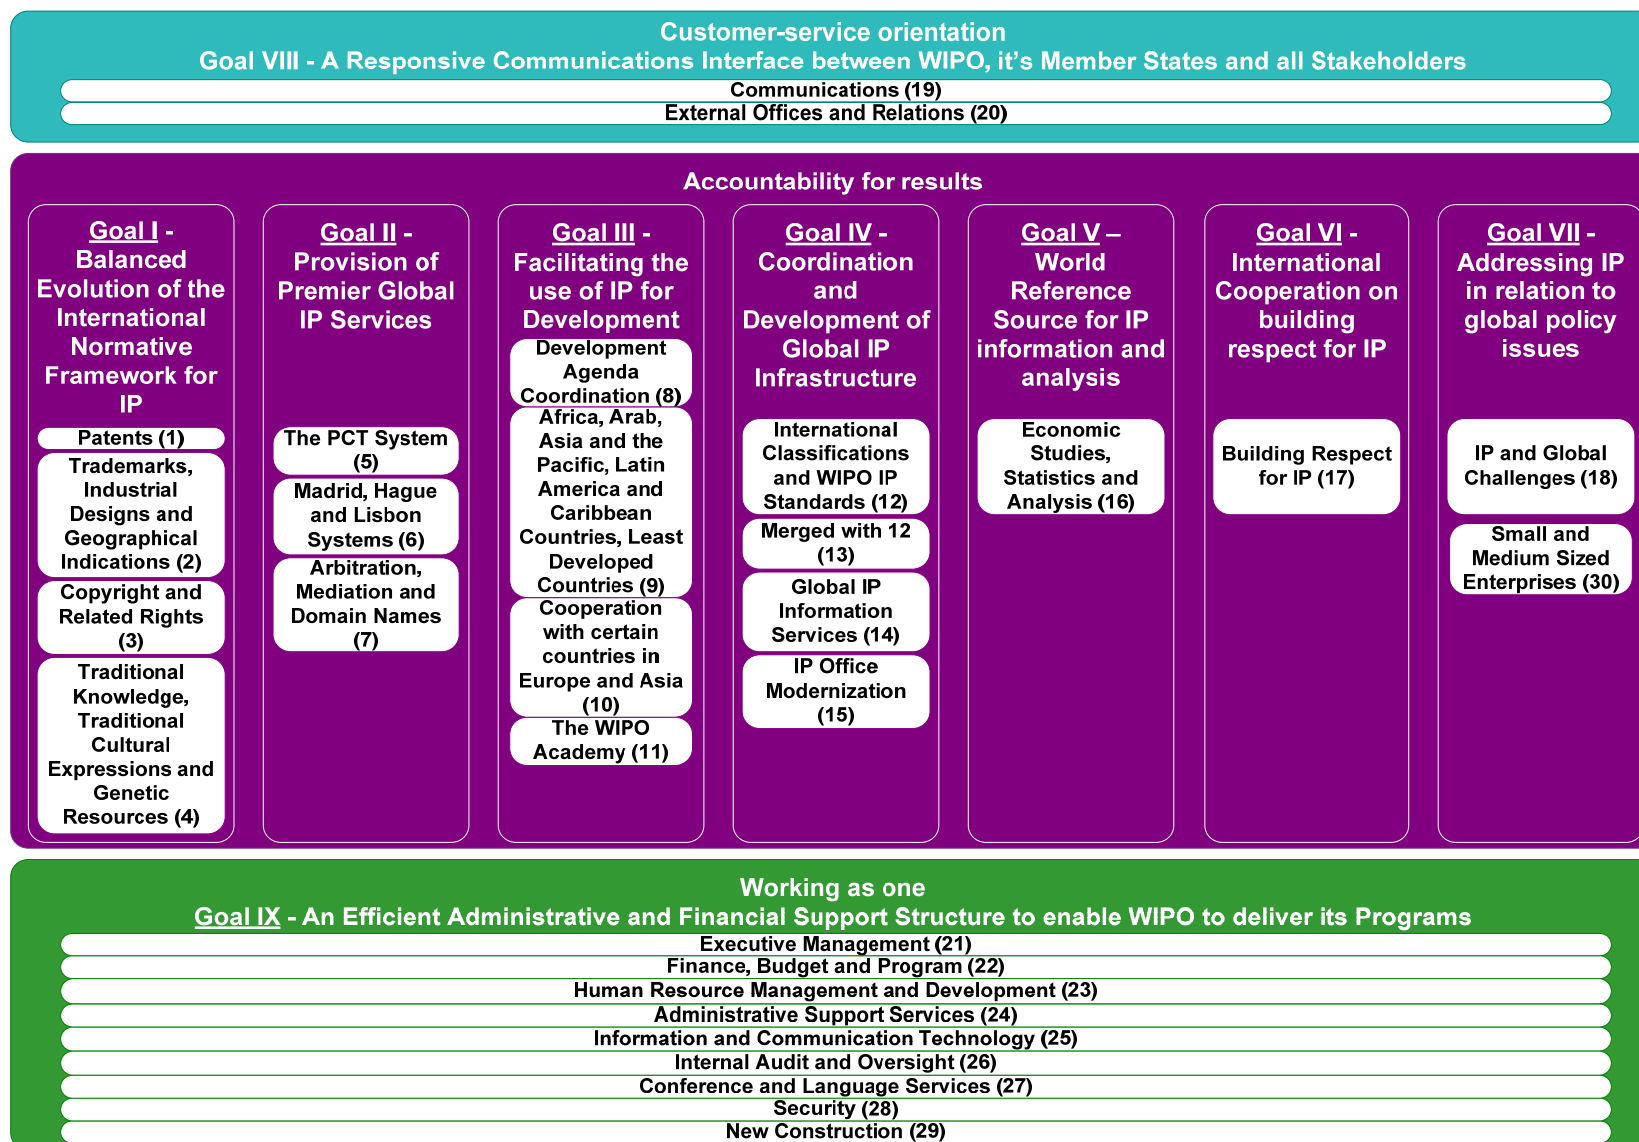 Customer-service orientation
Goal VIII - A Responsive Communications Interface between WIPO, it’s Member States and all Stakeholders
Communications (19)
External Offices and Relations (20)
Accountability for results
Goal I -
Balanced
Evolution of the
International
Normative
Framework for
IP
Patents (1)
Trademarks,
Industrial
Designs and
Geographical
Indications (2)
Copyright and
Related Rights
(3)
Traditional
Knowledge,
Traditional
Cultural
Expressions and
Genetic
Resources (4)
Goal II -
Provision of
Premier Global
IP Services
The PCT System
(5)
Madrid, Hague
and Lisbon
Systems (6)
Arbitration,
Mediation and
Domain Names
(7)
Goal III -
Facilitating the
use of IP for
Development
Development
Agenda
Coordination (8)
Africa, Arab,
Asia and the
Pacific, Latin
America and
Caribbean
Countries, Least
Developed
Countries (9)
Cooperation
with certain
countries in
Europe and Asia
(10)
The WIPO
Academy (11)
Goal IV -
Coordination
and
Development of
Global IP
Infrastructure
International
Classifications
and WIPO IP
Standards (12)
Merged with 12
(13)
Global IP
Information
Services (14)
IP Office
Modernization
(15)
Goal V –
World
Reference
Source for IP
information and
analysis
Economic
Studies,
Statistics and
Analysis (16)
Goal VI -
International
Cooperation on
building
respect for IP
Building Respect
for IP (17)
Goal VII -
Addressing IP
in relation to
global policy
issues
IP and Global
Challenges (18)
Small and
Medium Sized
Enterprises (30)
Working as one
Goal IX - An Efficient Administrative and Financial Support Structure to enable WIPO to deliver its Programs
Executive Management (21)
Finance, Budget and Program (22)
Human Resource Management and Development (23)
Administrative Support Services (24)
Information and Communication Technology (25)
Internal Audit and Oversight (26)
Conference and Language Services (27)
Security (28)
New Construction (29)